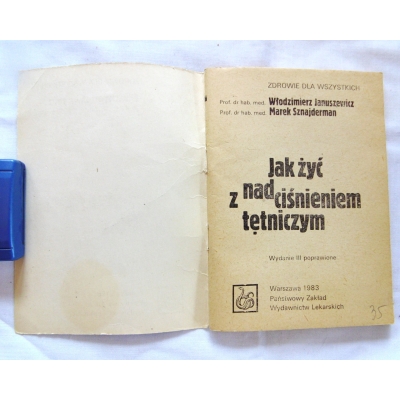 ZDROWIE DLA WSZYSTKICH
Prof. dr hab. med. Włodzimierz Januszewicz
Prof. dr hab. med. Marek Sznajderman
Jak żyć
z nadciśnieniem
tętniczym
Wydanie III poprawione
Warszawa 1983
Państwowy Zakład
Wydawnictw Lekarskich
35